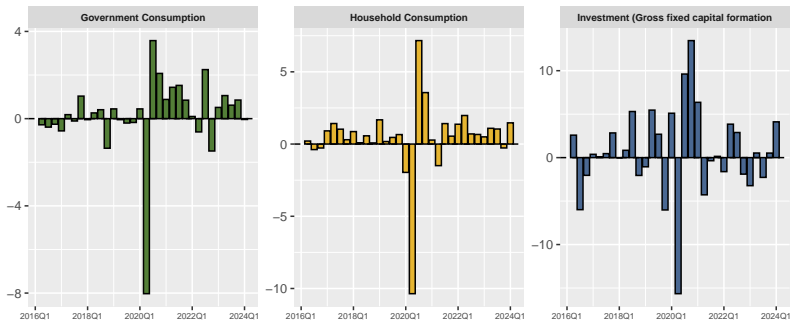 Government Consumption
4
0
−4
−8
2016Q1 2018Q1 2020Q1 2022Q1 2024Q1
Household Consumption
5
0
−5
−10
2016Q1 2018Q1 2020Q1 2022Q1 2024Q1
Investment (Gross fixed capital formation
10
0
−10
2016Q1 2018Q1 2020Q1 2022Q1 2024Q1